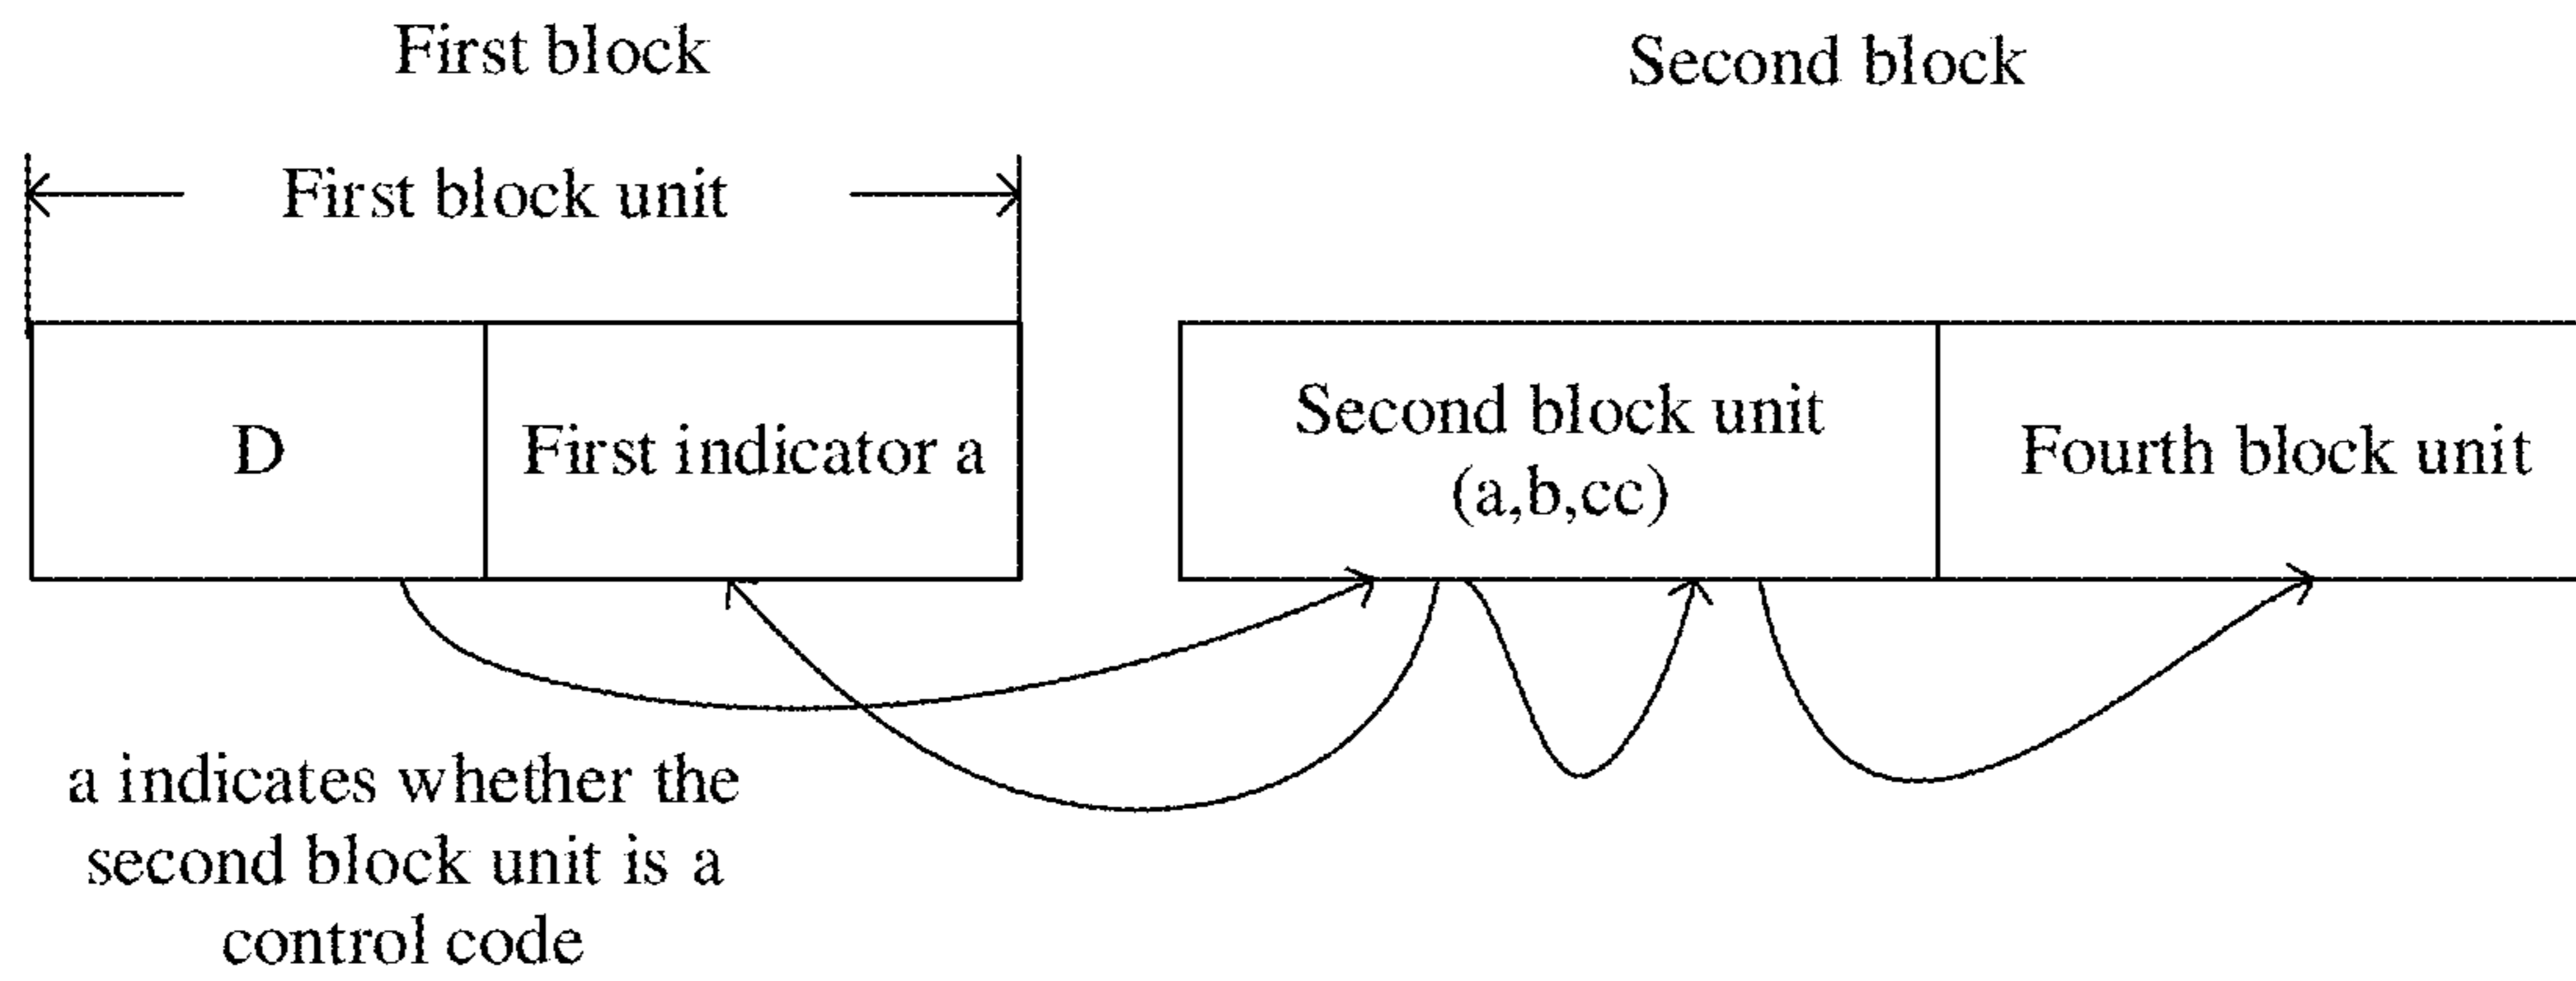 First block
Second block
First block unit
D
First indicator a
Second block unit
(a,b,cc)
Fourth block unit
a indicates whether the
second block unit is a
control code